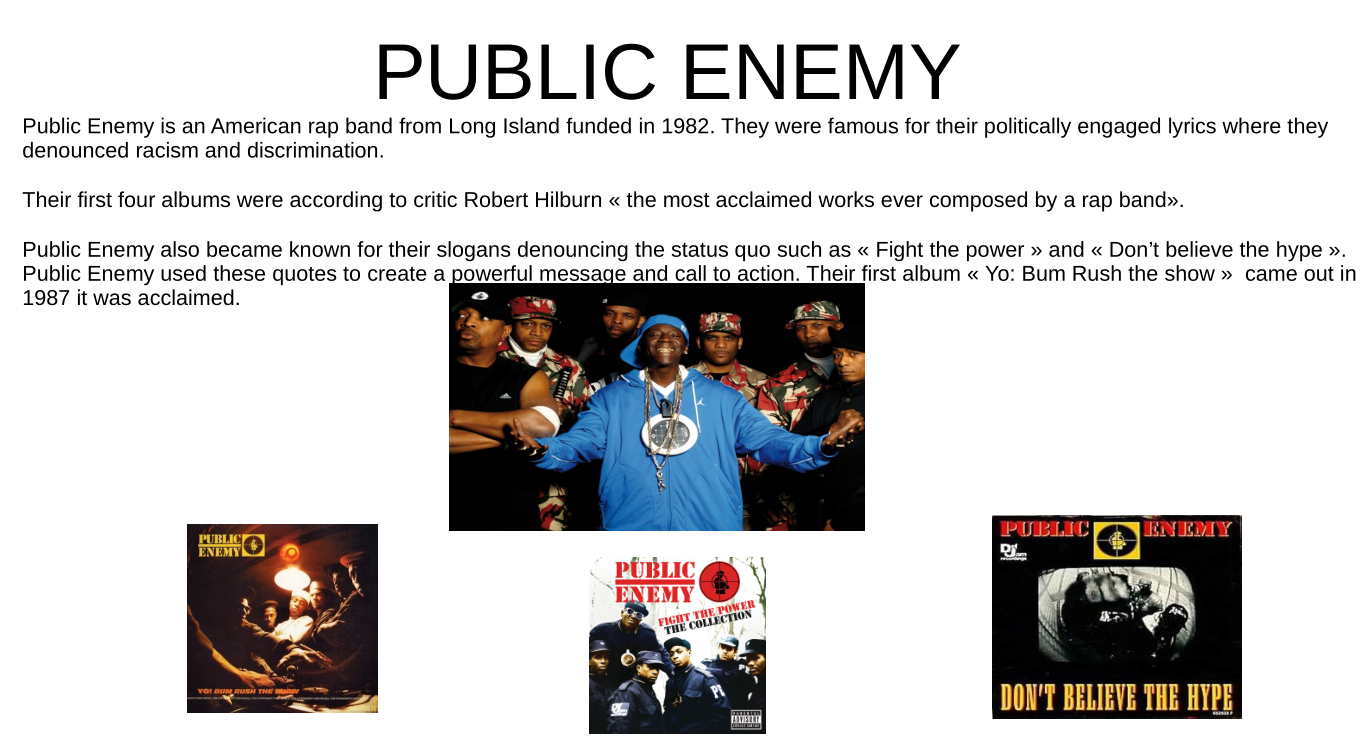 PUBLIC ENEMY
Public Enemy is an American rap band from Long Island funded in 1982. They were famous for their politically engaged lyrics where they
denounced racism and discrimination.
Their first four albums were according to critic Robert Hilburn « the most acclaimed works ever composed by a rap band».
Public Enemy also became known for their slogans denouncing the status quo such as « Fight the power » and « Don’t believe the hype ».
Public Enemy used these quotes to create a powerful message and call to action. Their first album « Yo: Bum Rush the show »  came out in
1987 it was acclaimed.
PUBLIC
ENEMY
YO! BUM RUSH THE SHOW
PUBLIC
ENEMY
FIGHT THE POWER
THE COLLECTION
PARENTAL
ADVISORY
PUBLIC ENEMY
Def Jam
recordings
DON'T BELIEVE THE HYPE